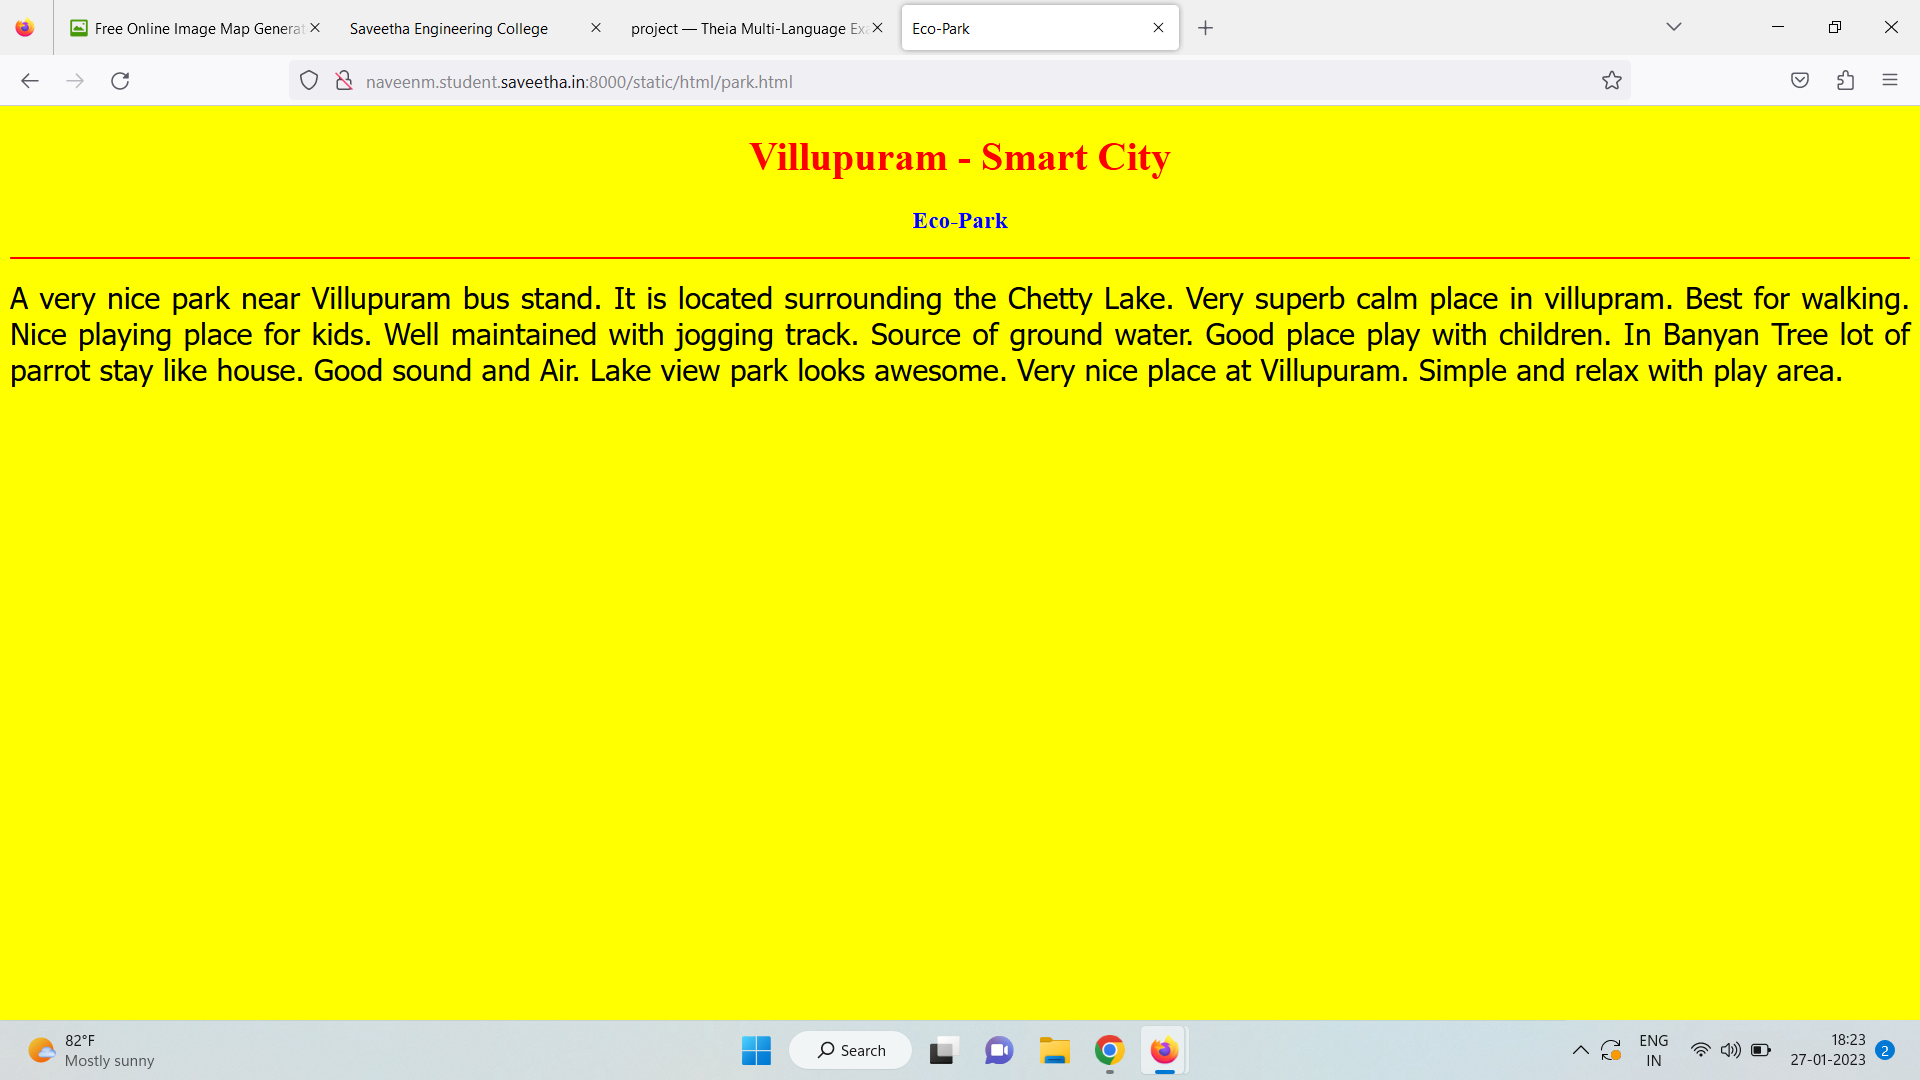 Free Online Image Map Generat
Saveetha Engineering College
project — Theia Multi-Language Exa
Eco-Park
naveenm.student.saveetha.in:8000/static/html/park.html
Villupuram - Smart City
Eco-Park
A very nice park near Villupuram bus stand. It is located surrounding the Chetty Lake. Very superb calm place in villupram. Best for walking.
Nice playing place for kids. Well maintained with jogging track. Source of ground water. Good place play with children. In Banyan Tree lot of
parrot stay like house. Good sound and Air. Lake view park looks awesome. Very nice place at Villupuram. Simple and relax with play area.
82°F
Mostly sunny
Search
ENG
IN
18:23
27-01-2023
2